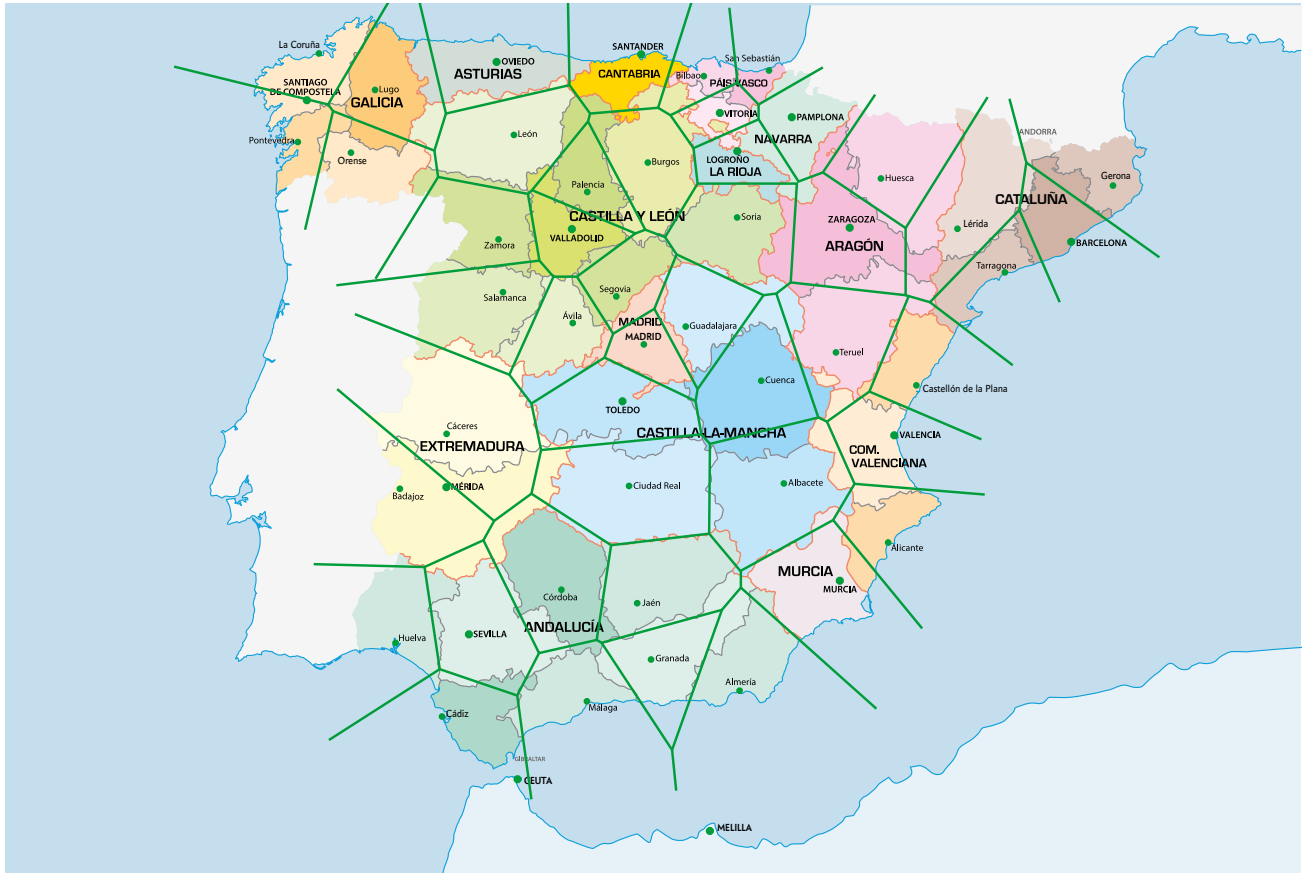 La Coruña
SANTIAGO
DE COMPOSTELA
Lugo
GALICIA
Pontevedra
Orense
OVIEDO
ASTURIAS
SANTANDER
CANTABRIA
Bilbao
San Sebastián
PÁIS VASCO
VITORIA
PAMPLONA
NAVARRA
LOGROÑO
LA RIOJA
León
Burgos
Palencia
CASTILLA Y LEÓN
VALLADOLID
Zamora
Soria
Salamanca
Segovia
Ávila
Huesca
ZARAGOZA
ARAGÓN
Teruel
ANDORRA
CATALUÑA
Gerona
Lérida
BARCELONA
Tarragona
MADRID
MADRID
Guadalajara
Cuenca
TOLEDO
CASTILLA-LA-MANCHA
Ciudad Real
Albacete
Castellón de la Plana
VALENCIA
COM.
VALENCIANA
Alicante
Cáceres
EXTREMADURA
MÉRIDA
Badajoz
MURCIA
MURCIA
Córdoba
Jaén
ANDALUCÍA
SEVILLA
Huelva
Granada
Almería
Málaga
Cádiz
GIBRALTAR
CEUTA
MELILLA